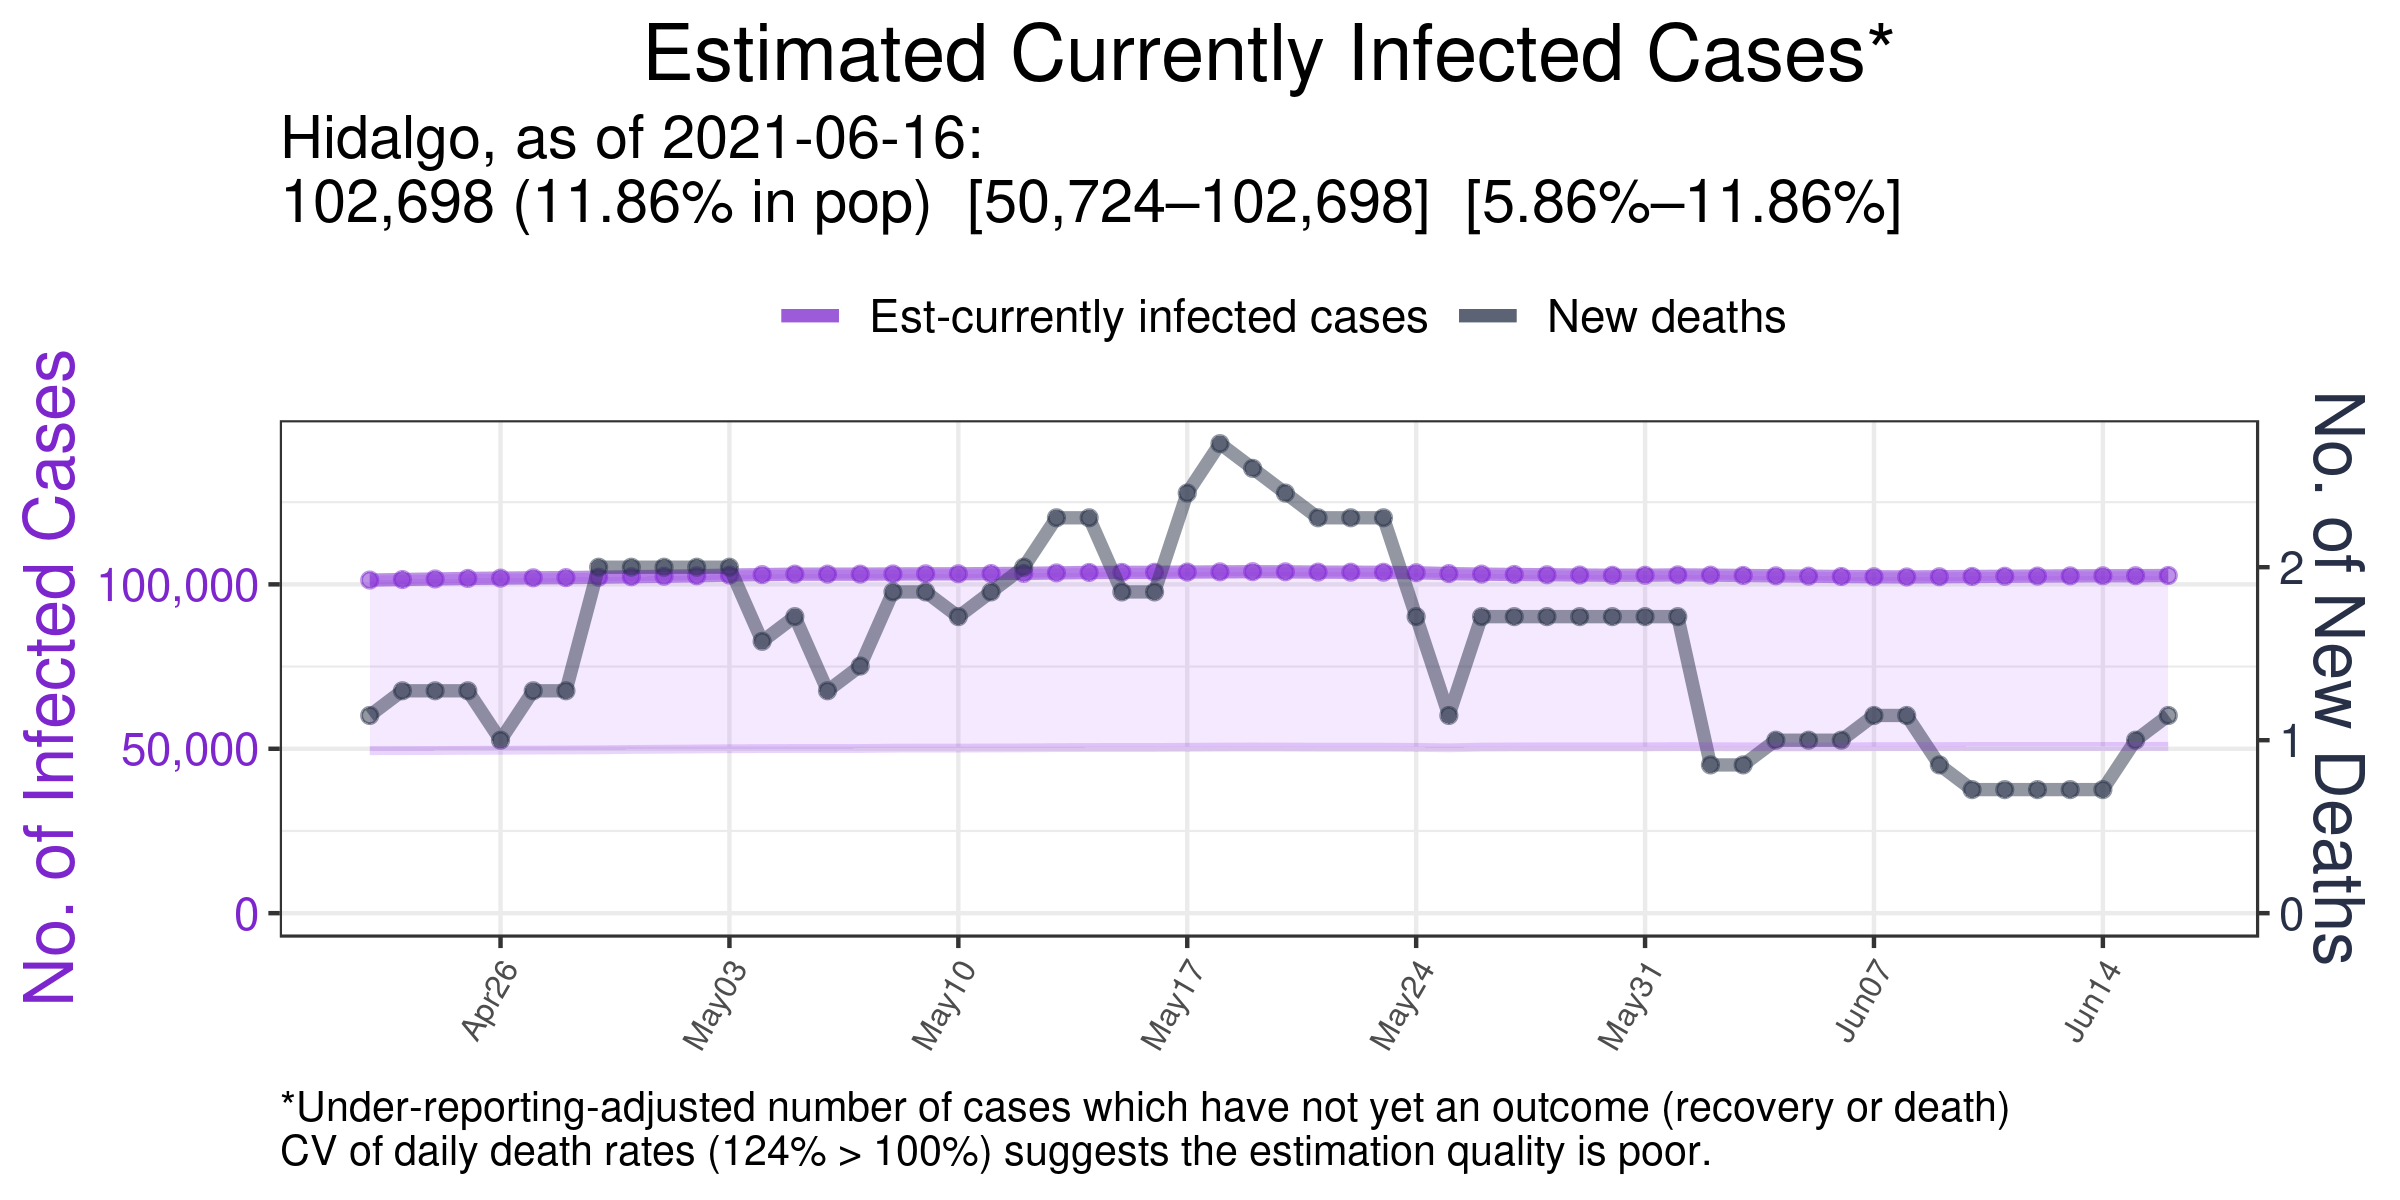 Estimated Currently Infected Cases*
Hidalgo, as of 2021-06-16:
102,698 (11.86% in pop)  [50,724–102,698]  [5.86%–11.86%]
Est-currently infected cases
New deaths
No. of Infected Cases
100,000
50,000
0
2
1
0
No. of New Deaths
Apr26
May03
May10
May17
May24
May31
Jun07
Jun14
*Under-reporting-adjusted number of cases which have not yet an outcome (recovery or death)
CV of daily death rates (124% > 100%) suggests the estimation quality is poor.